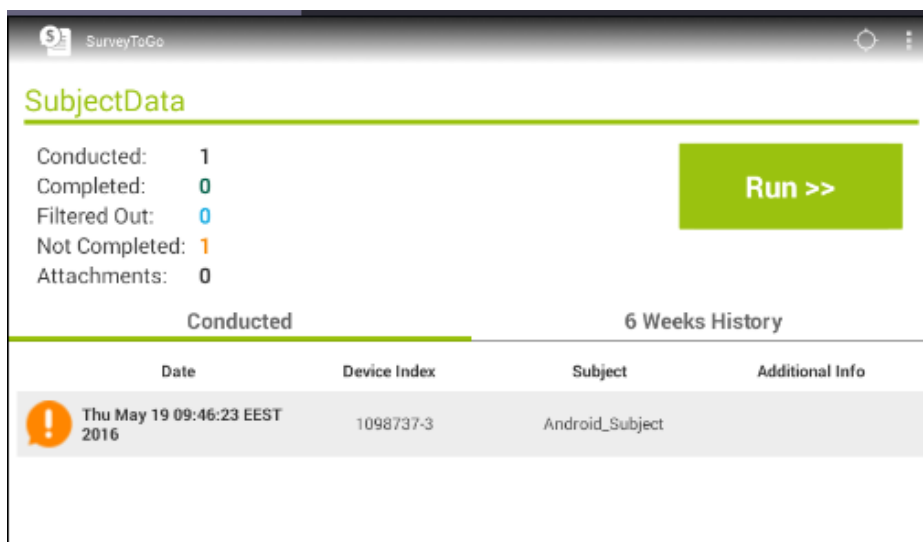 SurveyToGo
SubjectData
Conducted: 1
Completed: 0
Filtered Out: 0
Not Completed: 1
Attachments: 0
Run >>
Conducted 6 Weeks History
Date Device Index Subject Additional Info
Thu May 19 09:46:23 EEST
2016
1098737-3 Android_Subject